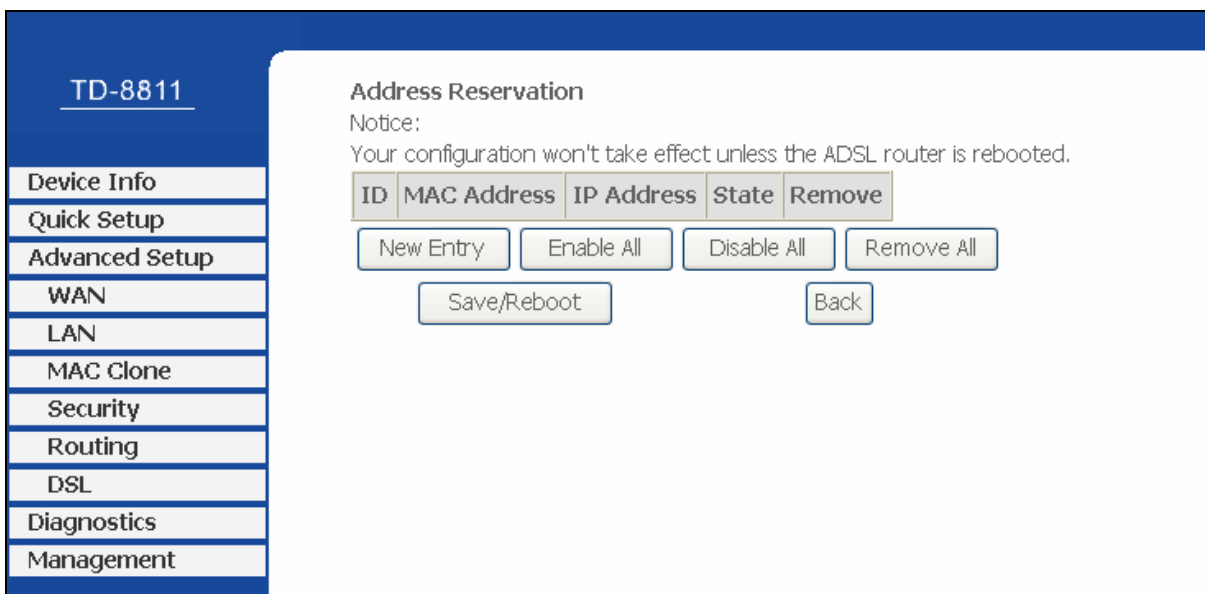 TD-8811
Device Info
Quick Setup
Advanced Setup
WAN
LAN
MAC Clone
Security
Routing
DSL
Diagnostics
Management
Address Reservation
Notice:
Your configuration won't take effect unless the ADSL router is rebooted.
ID MAC Address IP Address State Remove
New Entry Enable All Disable All Remove All
Save/Reboot Back